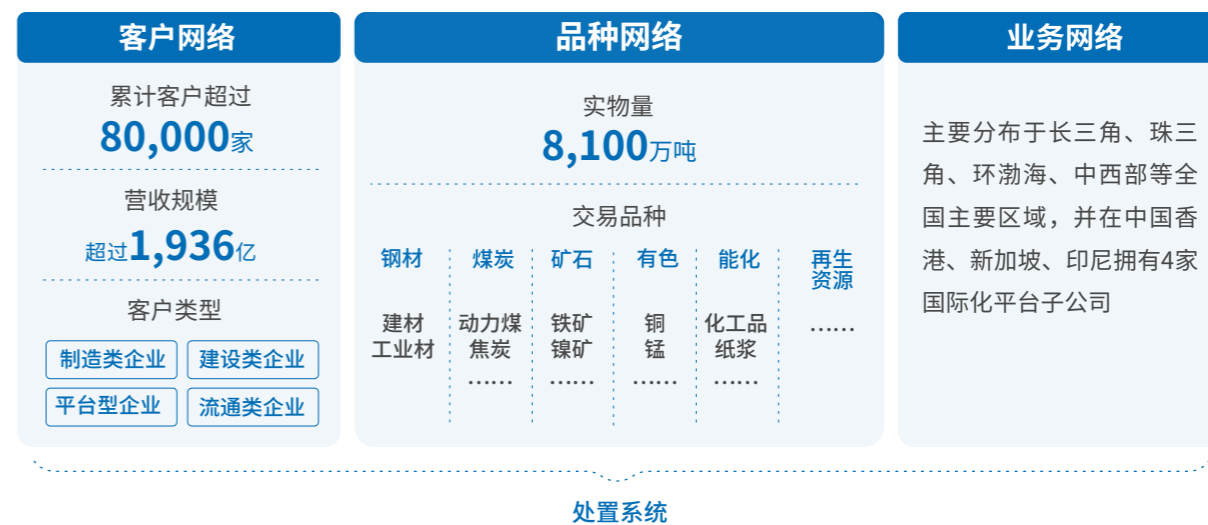 客户网络
累计客户超过
80,000家
营收规模
超过1,936亿
客户类型
制造类企业
建设类企业
平台型企业
流通类企业
品种网络
实物量
8,100万吨
交易品种
钢材
建材
工业材
煤炭
动力煤
焦炭
……
矿石
铁矿
镍矿
……
有色
铜
锰
……
能化
化工品
纸浆
……
再生
资源
……
业务网络
主要分布于长三角、珠三
角、环渤海、中西部等全
国主要区域，并在中国香
港、新加坡、印尼拥有4家
国际化平台子公司
处置系统